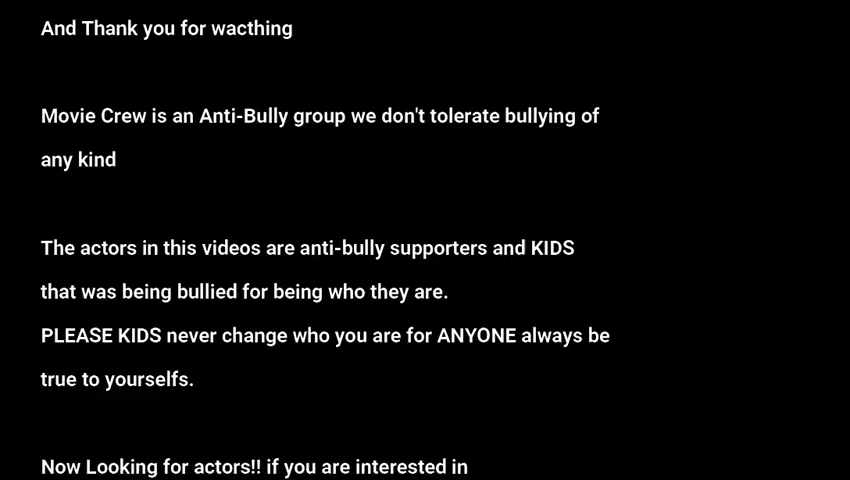 And Thank you for wacthing
Movie Crew is an Anti-Bully group we don't tolerate bullying of
any kind
The actors in this videos are anti-bully supporters and KIDS
that was being bullied for being who they are.
PLEASE KIDS never change who you are for ANYONE always be
true to yourselfs.
Now Looking for actors!! if you are interested in